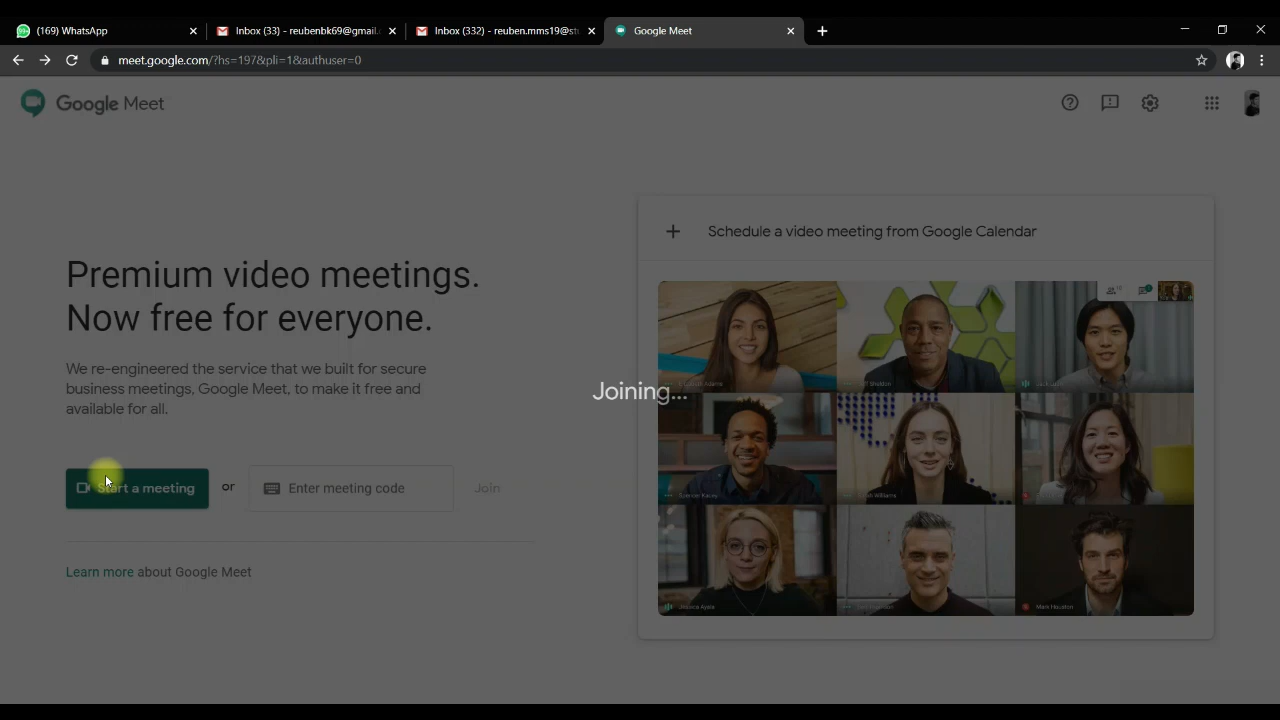 (169) WhatsApp
Inbox (33) - reubenbk69@gmail.
Inbox (332) - reuben.mms19@st
Google Meet
meet.google.com/?hs=197&pli=1&authuser=0
Google Meet
Schedule a video meeting from Google Calendar
Premium video meetings.
Now free for everyone.
We re-engineered the service that we built for secure
business meetings, Google Meet, to make it free and
available for all.
Joining...
Start a meeting
or
Enter meeting code
Join
Learn more about Google Meet
Mark Houston